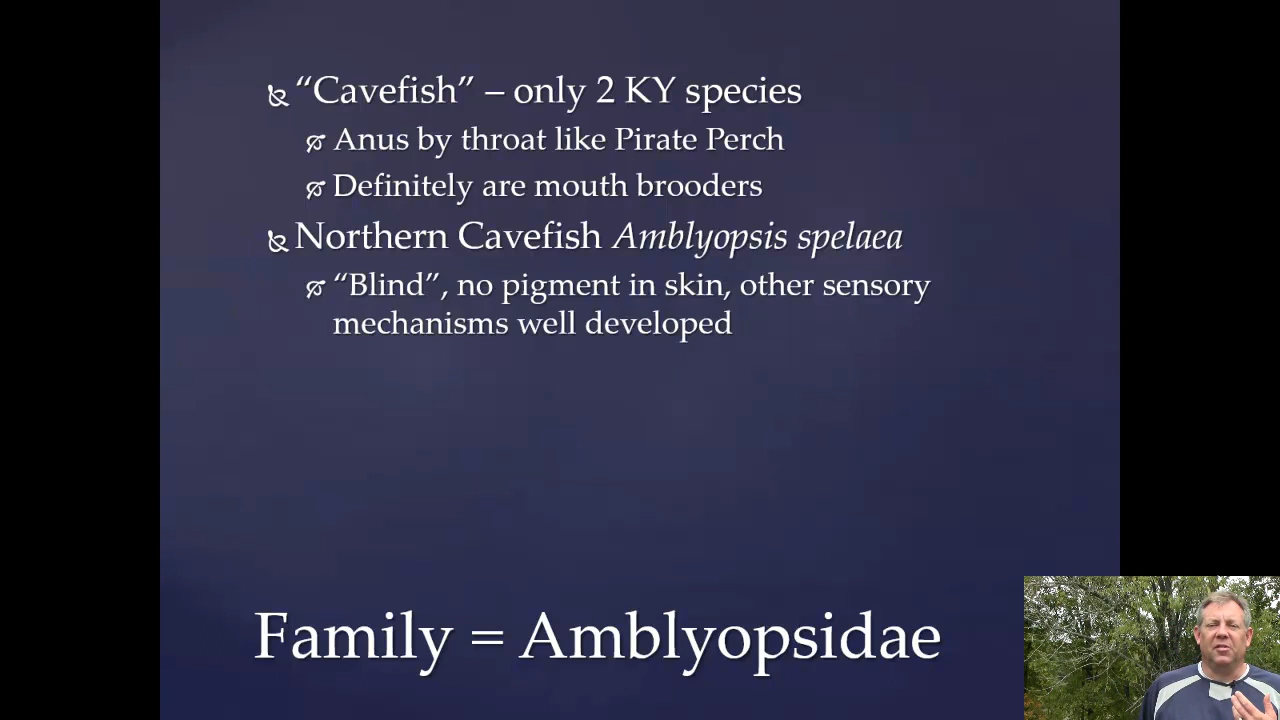 “Cavefish” – only 2 KY species
Anus by throat like Pirate Perch
Definitely are mouth brooders
Northern Cavefish Amblyopsis spelaea
“Blind”, no pigment in skin, other sensory
mechanisms well developed
Family = Amblyopsidae